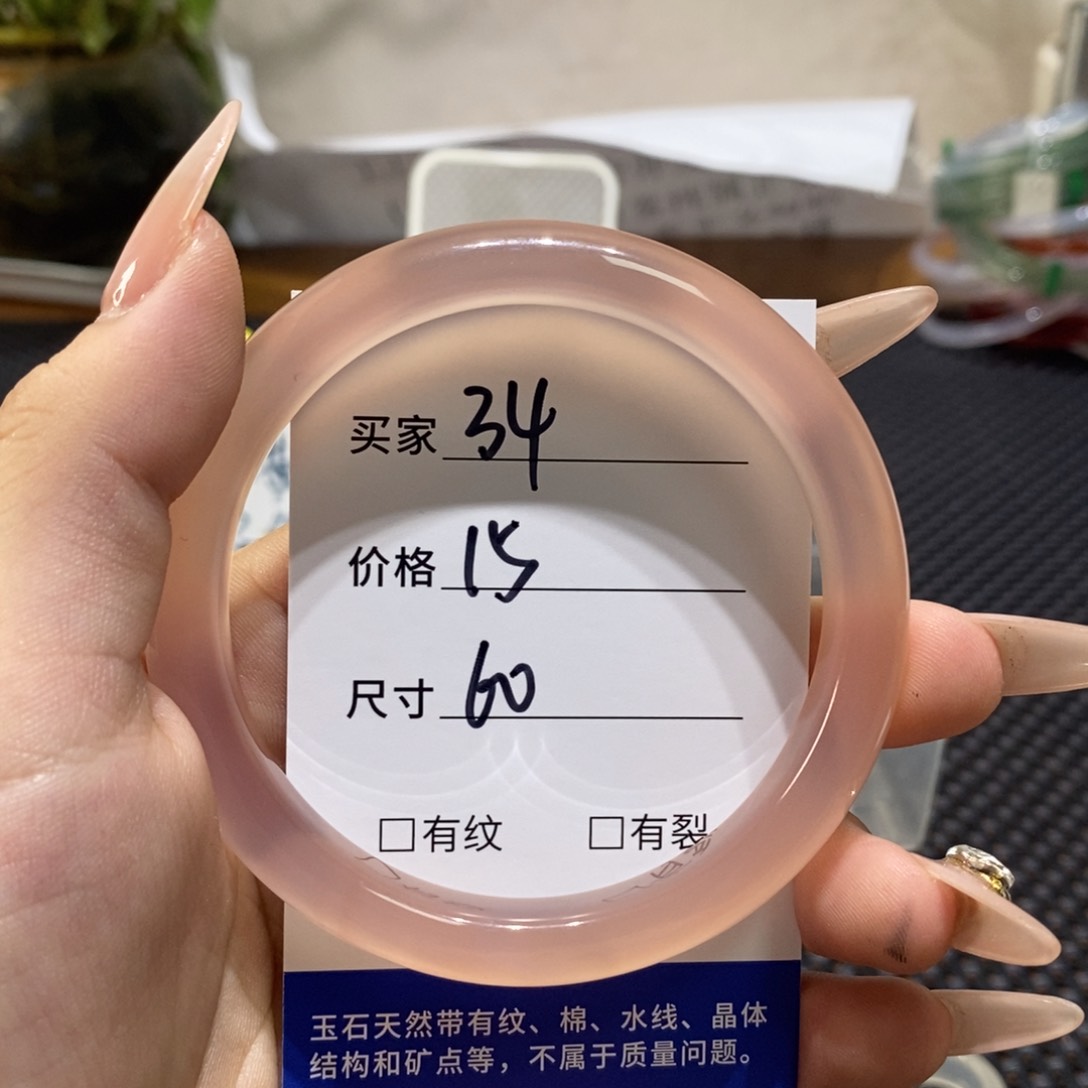 买家 34
价格 15
尺寸 60
□有纹 □有裂
玉石天然带有纹、棉、水线、晶体
结构和矿点等，不属于质量问题。